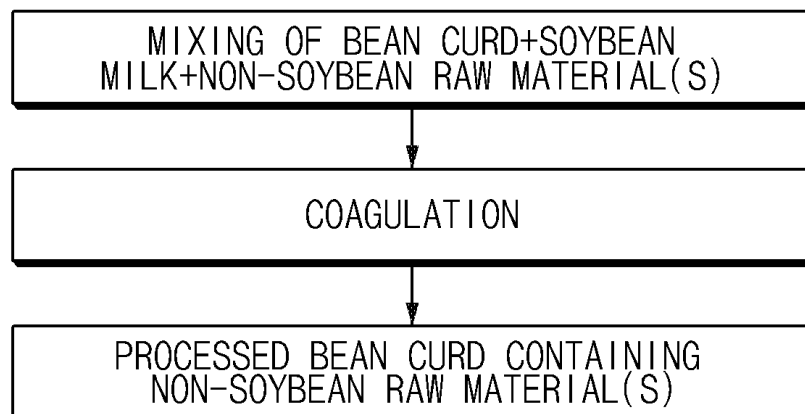 MIXING OF BEAN CURD+SOYBEAN
MILK+NON-SOYBEAN RAW MATERIAL(S)
COAGULATION
PROCESSED BEAN CURD CONTAINING
NON-SOYBEAN RAW MATERIAL(S)